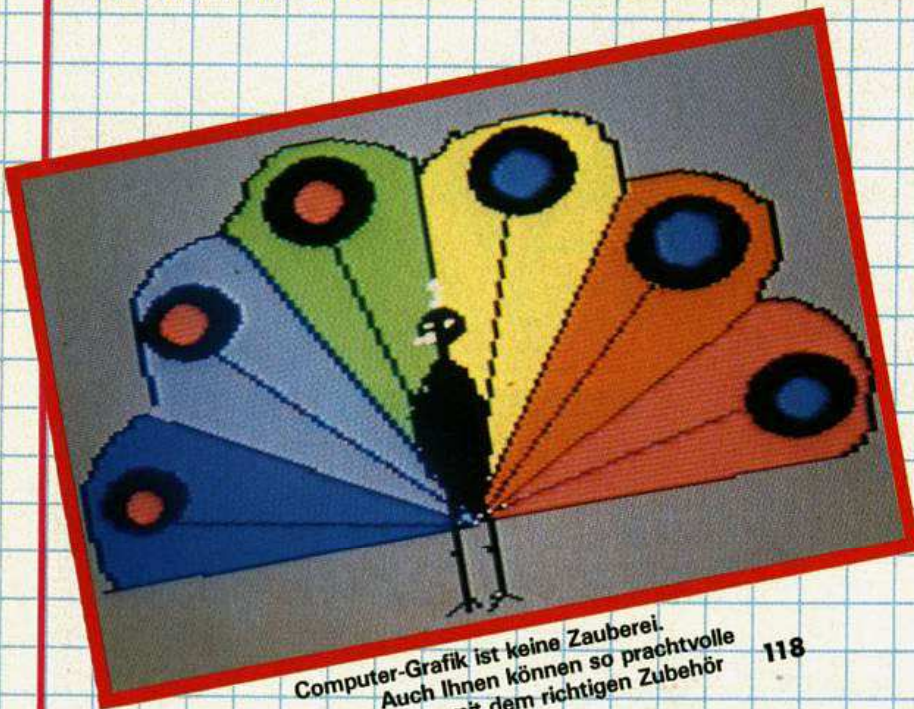 Computer-Grafik ist keine Zauberei.
Auch Ihnen können so prachtvolle
mit dem richtigen Zubehör
118